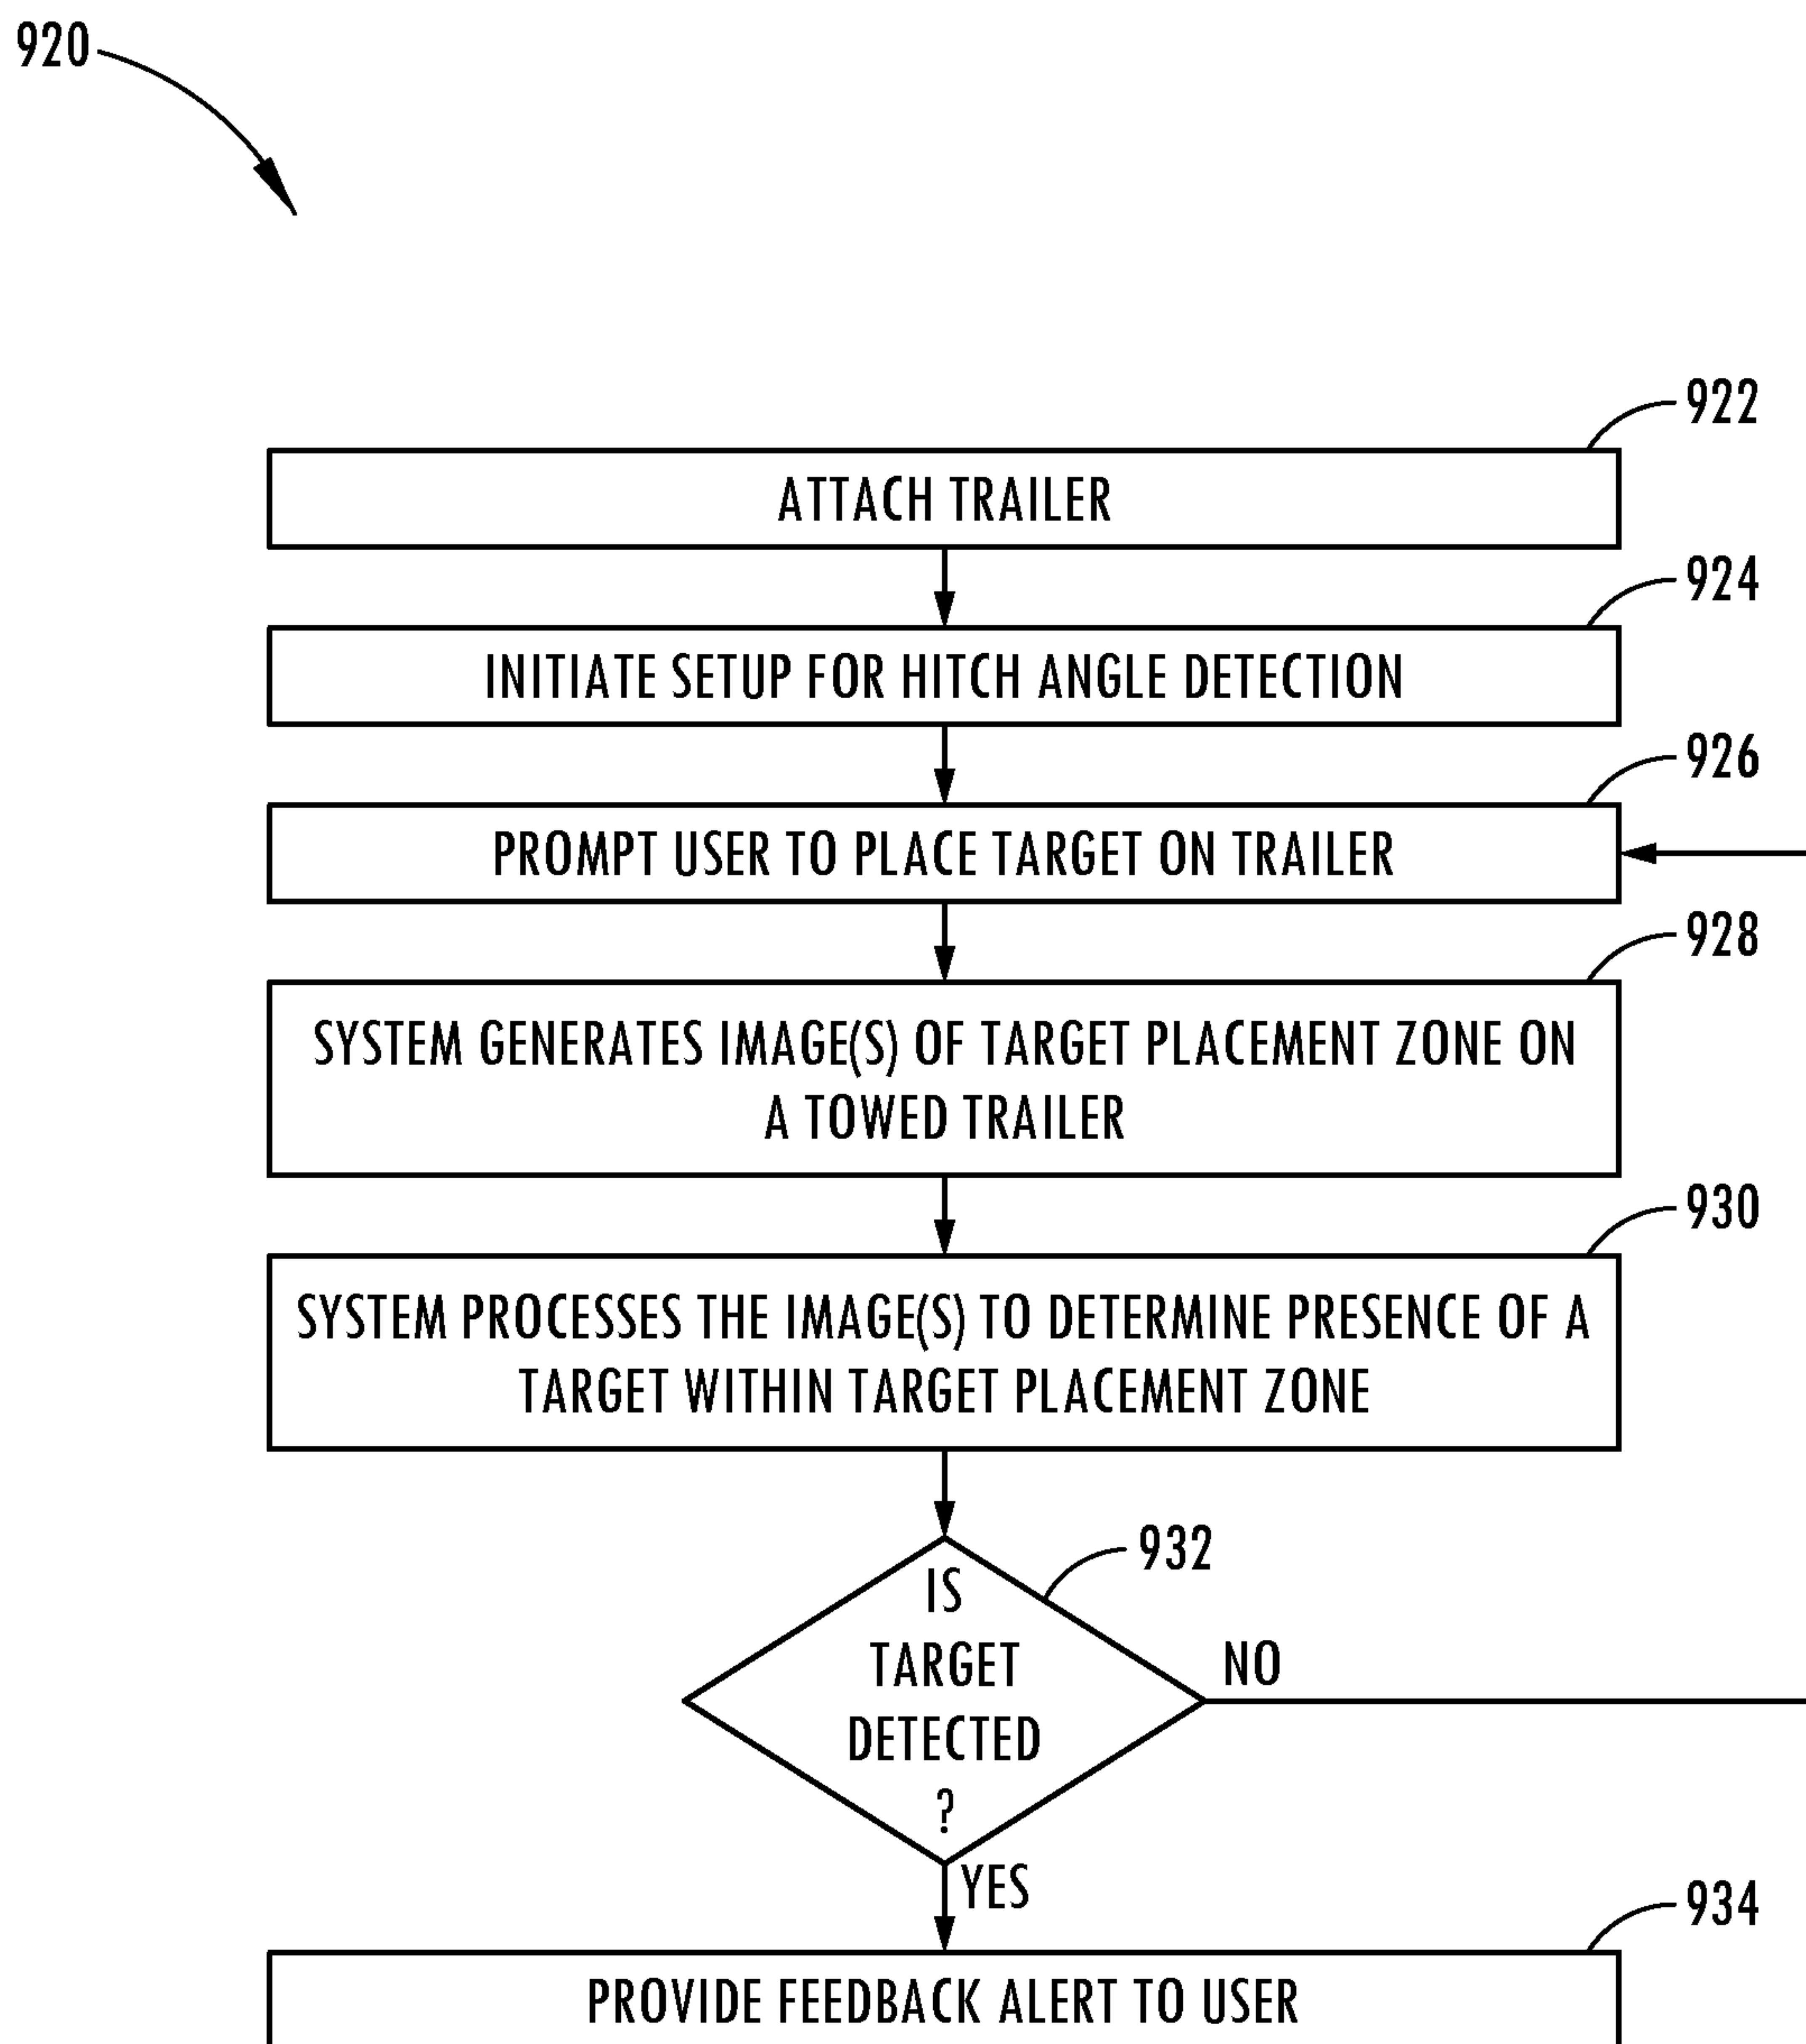 920
922
ATTACH TRAILER
924
INITIATE SETUP FOR HITCH ANGLE DETECTION
926
PROMPT USER TO PLACE TARGET ON TRAILER
928
SYSTEM GENERATES IMAGE(S) OF TARGET PLACEMENT ZONE ON
A TOWED TRAILER
930
SYSTEM PROCESSES THE IMAGE(S) TO DETERMINE PRESENCE OF A
TARGET WITHIN TARGET PLACEMENT ZONE
932
IS
TARGET
DETECTED
?
NO
YES
934
PROVIDE FEEDBACK ALERT TO USER